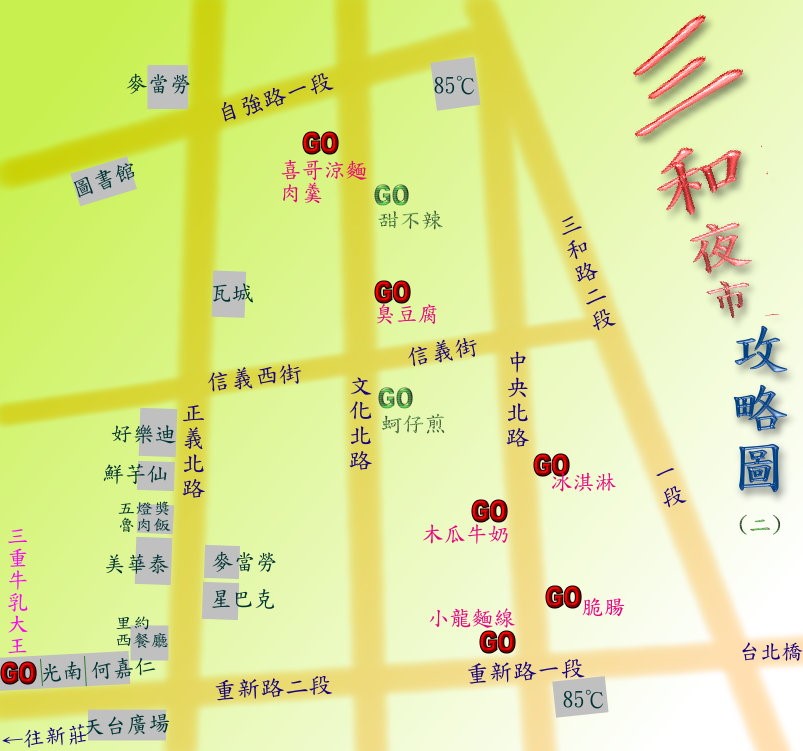 三和夜市
攻略圖
(二)
麥當勞
自強路一段
85℃
圖書館
GO
喜哥涼麵
肉羹
GO
甜不辣
三和路二段
瓦城
GO
臭豆腐
信義街
信義西街
中央北路
文化北路
正義北路
GO
蚵仔煎
好樂迪
鮮芋仙
GO
冰淇淋
一段
五燈獎
魯肉飯
GO
木瓜牛奶
三重牛乳大王
美華泰
麥當勞
星巴克
GO
脆腸
里約
西餐廳
小龍麵線
GO
GO
光南
何嘉仁
重新路二段
重新路一段
台北橋
85℃
天台廣場
←往新莊